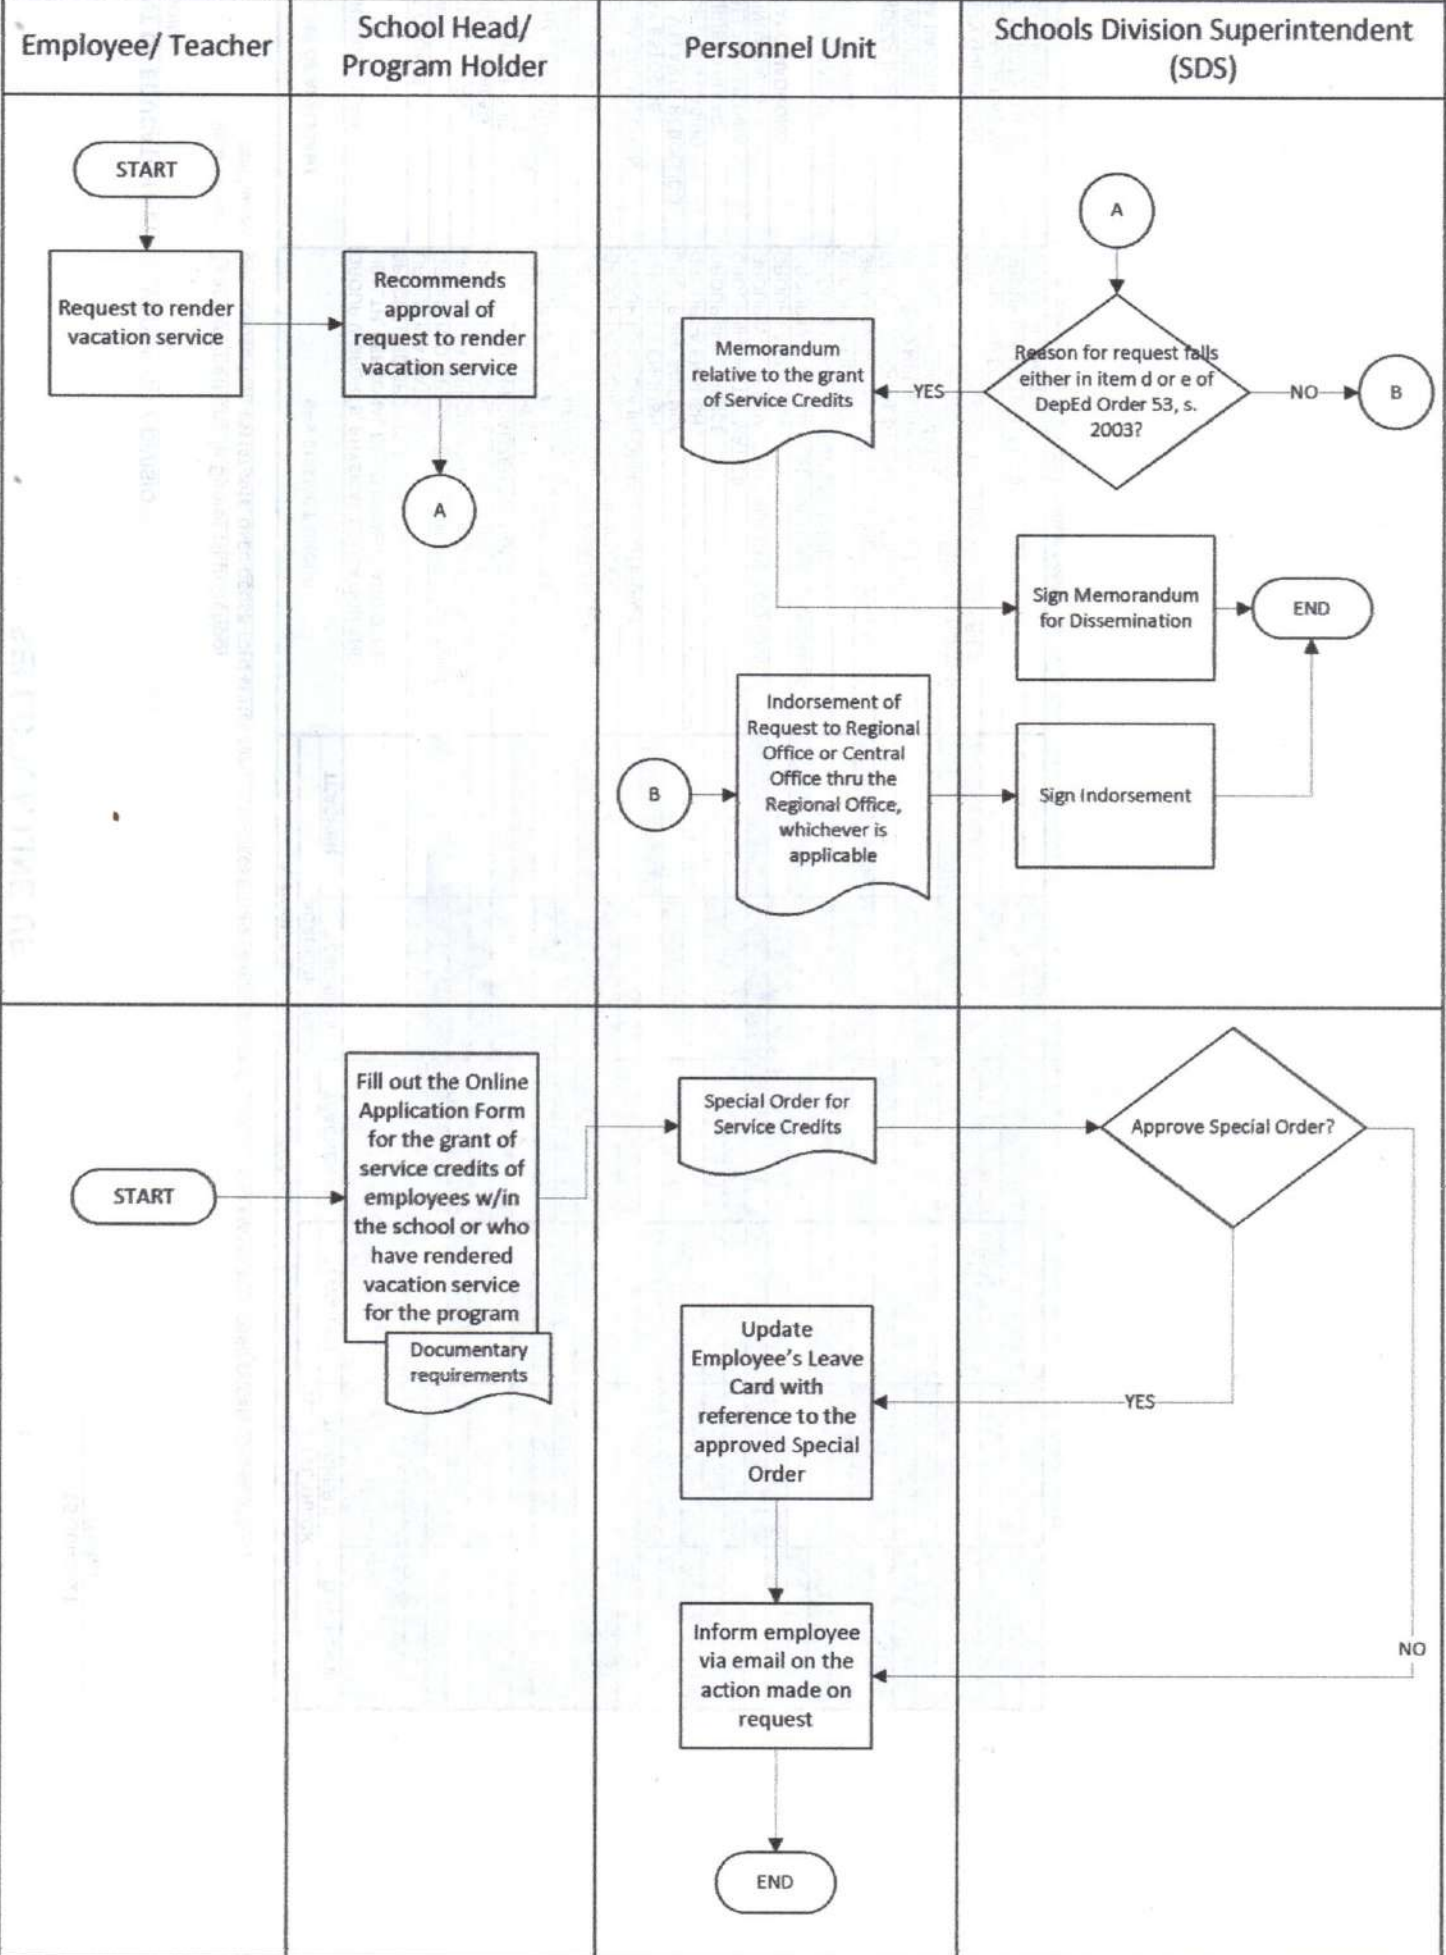 Employee/ Teacher
School Head/
Program Holder
Personnel Unit
Schools Division Superintendent
(SDS)
START
Request to render
vacation service
Recommends
approval of
request to render
vacation service
A
A
Reason for request falls
either in item d or e of
DepEd Order 53, s.
2003?
YES
NO
B
Memorandum
relative to the grant
of Service Credits
Sign Memorandum
for Dissemination
END
B
Indorsement of
Request to Regional
Office or Central
Office thru the
Regional Office,
whichever is
applicable
Sign Indorsement
START
Fill out the Online
Application Form
for the grant of
service credits of
employees w/in
the school or who
have rendered
vacation service
for the program
Documentary
requirements
Special Order for
Service Credits
Approve Special Order?
YES
NO
Update
Employee's Leave
Card with
reference to the
approved Special
Order
Inform employee
via email on the
action made on
request
END